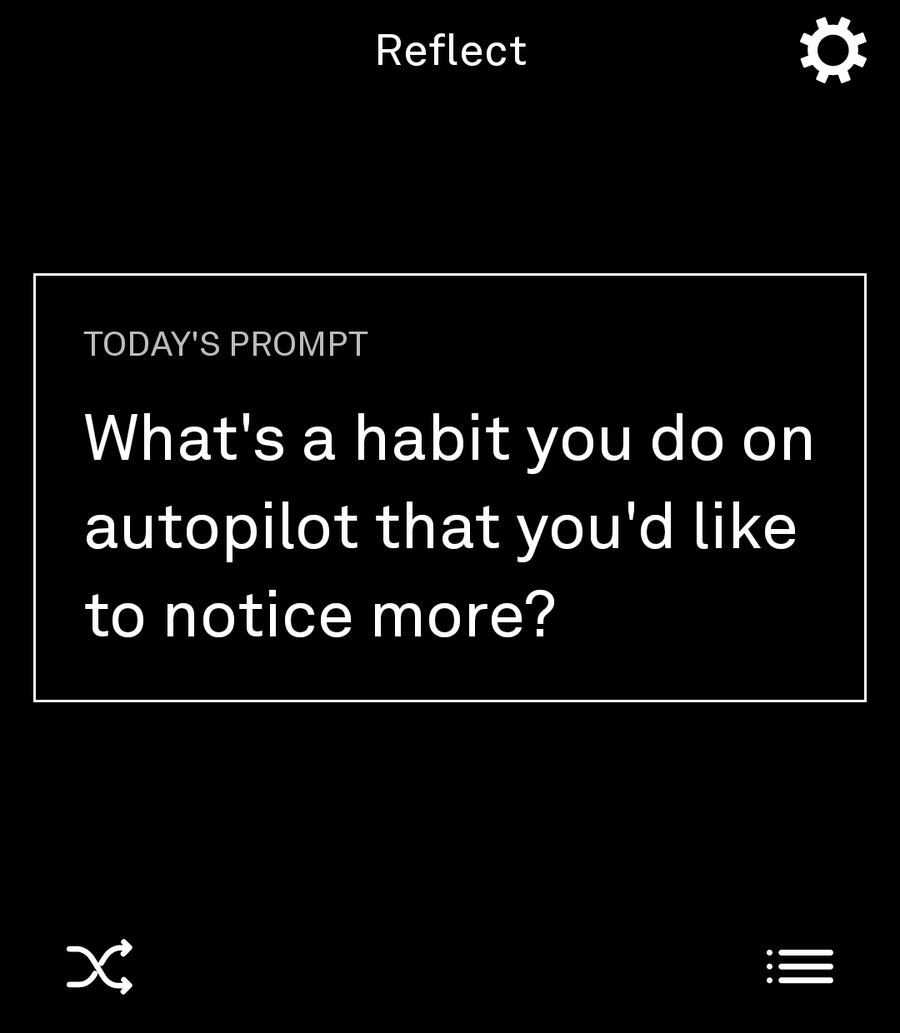 Reflect
TODAY'S PROMPT
What's a habit you do on
autopilot that you'd like
to notice more?